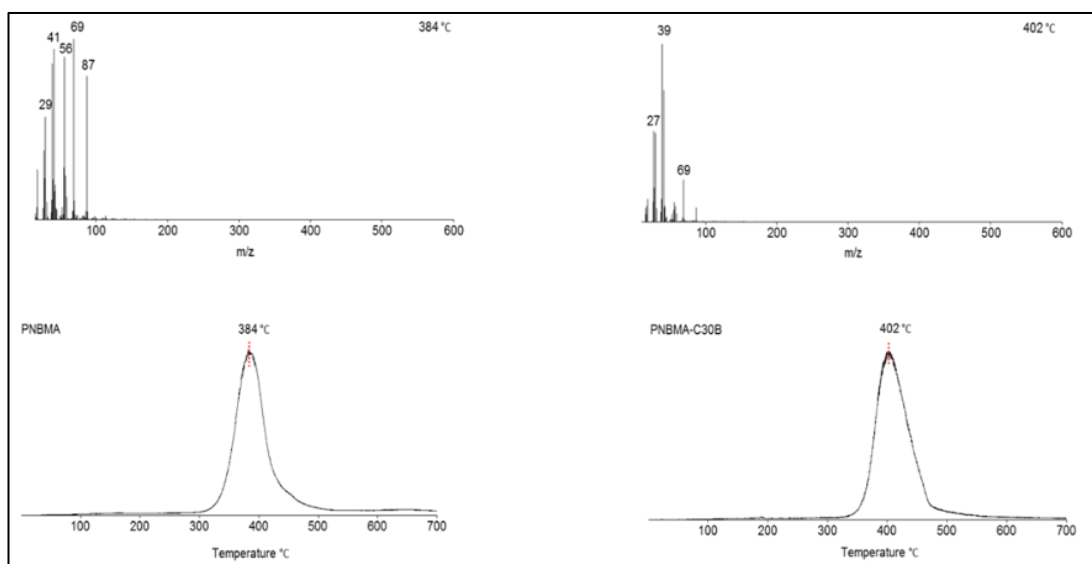 69
41
56
87
29
384 °C
100 200 300 400 500 600
m/z
39
27
69
402 °C
100 200 300 400 500 600
m/z
PNBMA
384 °C
100 200 300 400 500 600 700
Temperature °C
PNBMA-C30B
402 °C
100 200 300 400 500 600 700
Temperature °C